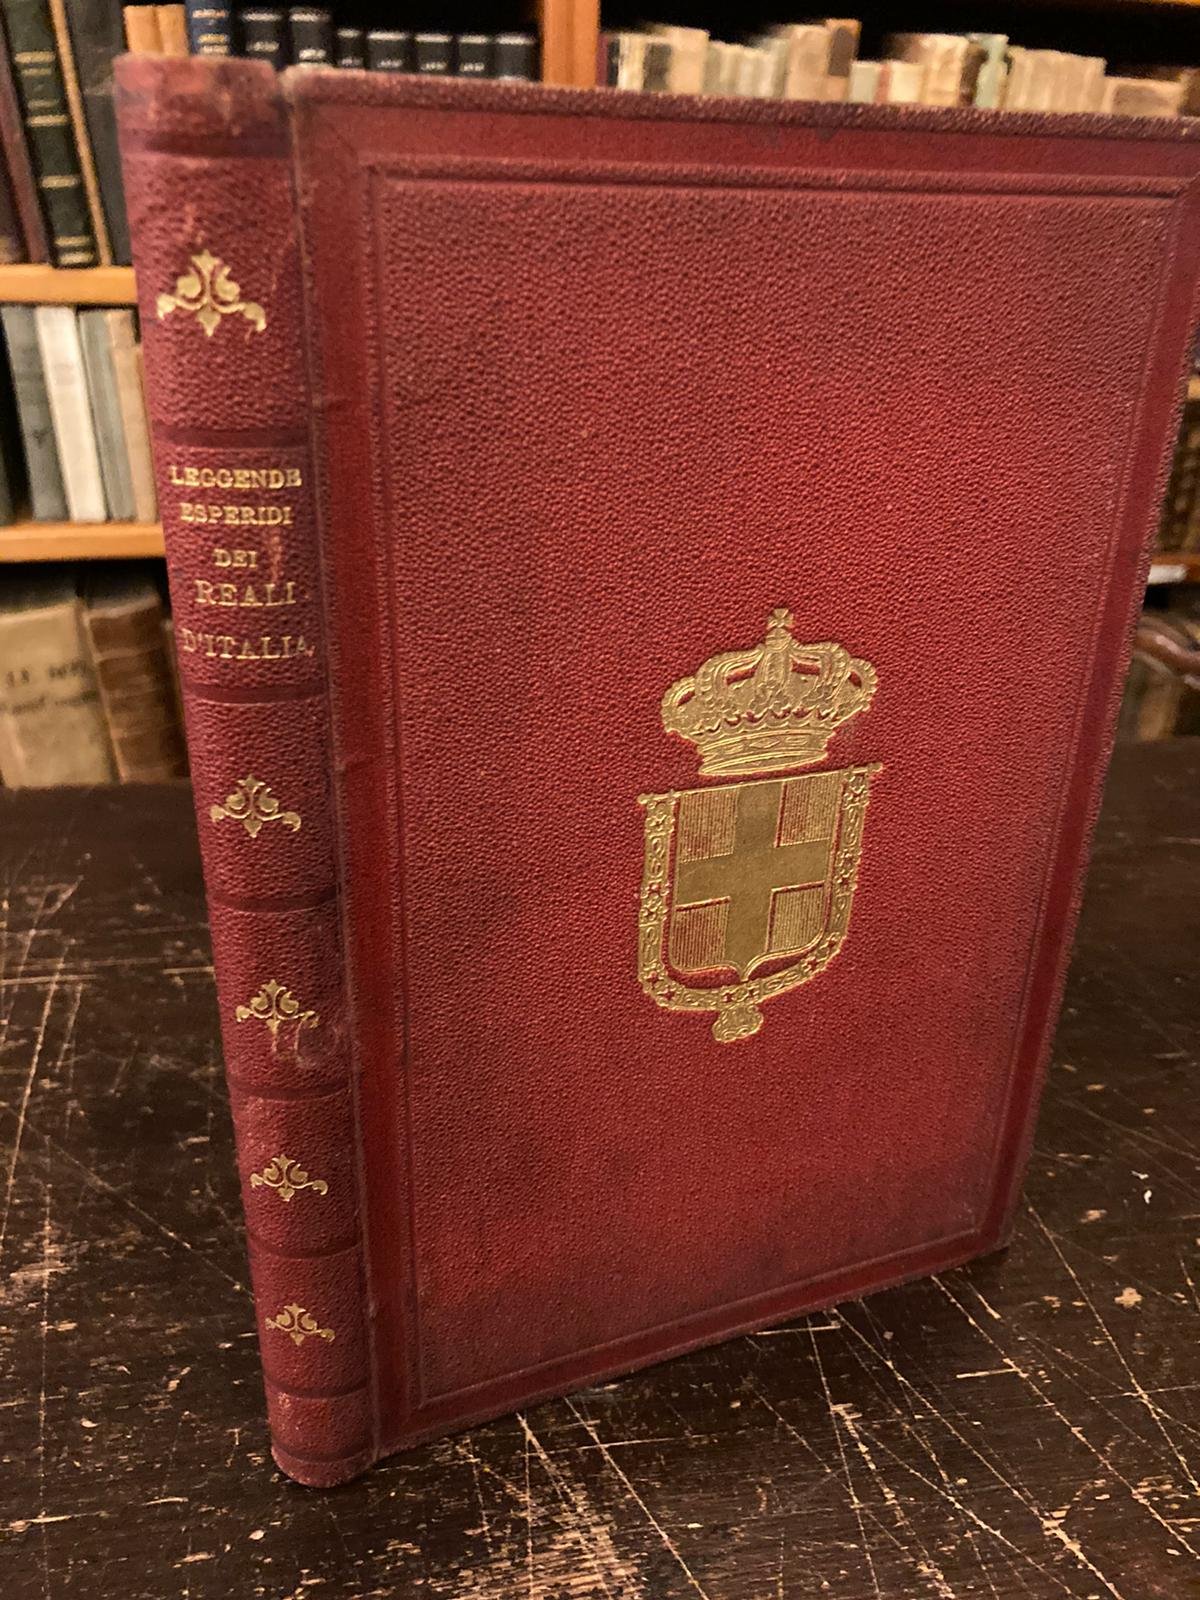 LEGGENDE
ESPERIDI
DEI
REALI
D'ITALIA,